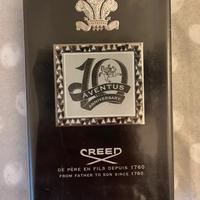 10
AVENTUS
ANNIVERSARY
CREED
DE PÈRE EN FILS DEPUIS 1760
FROM FATHER TO SON SINCE 1760